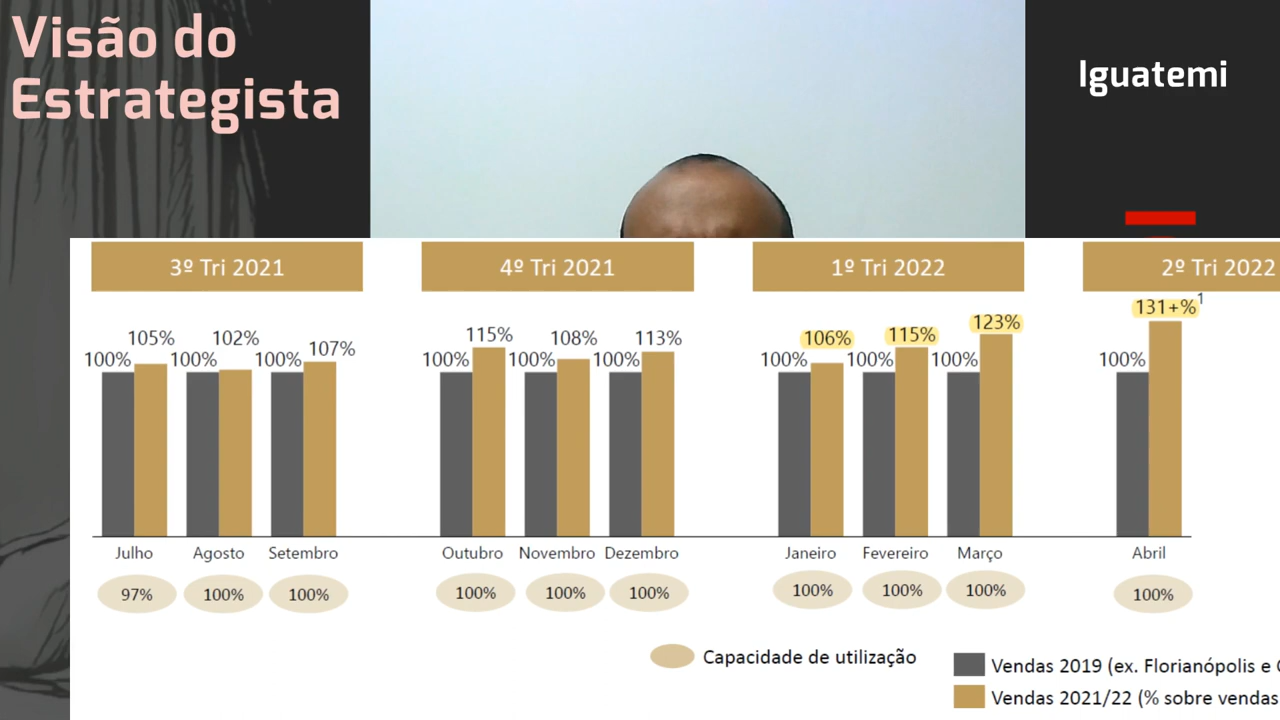 Visão do
Estrategista
Iguatemi
3º Tri 2021
4º Tri 2021
1º Tri 2022
2º Tri 2022
100% 105% 100% 102% 100% 107%
100% 115% 100% 108% 100% 113%
100% 106% 100% 115% 100% 123%
100% 131+%¹
Julho Agosto Setembro
Outubro Novembro Dezembro
Janeiro Fevereiro Março
Abril
97% 100% 100%
100% 100% 100%
100% 100% 100%
100%
Capacidade de utilização
Vendas 2019 (ex. Florianópolis e
Vendas 2021/22 (% sobre vendas